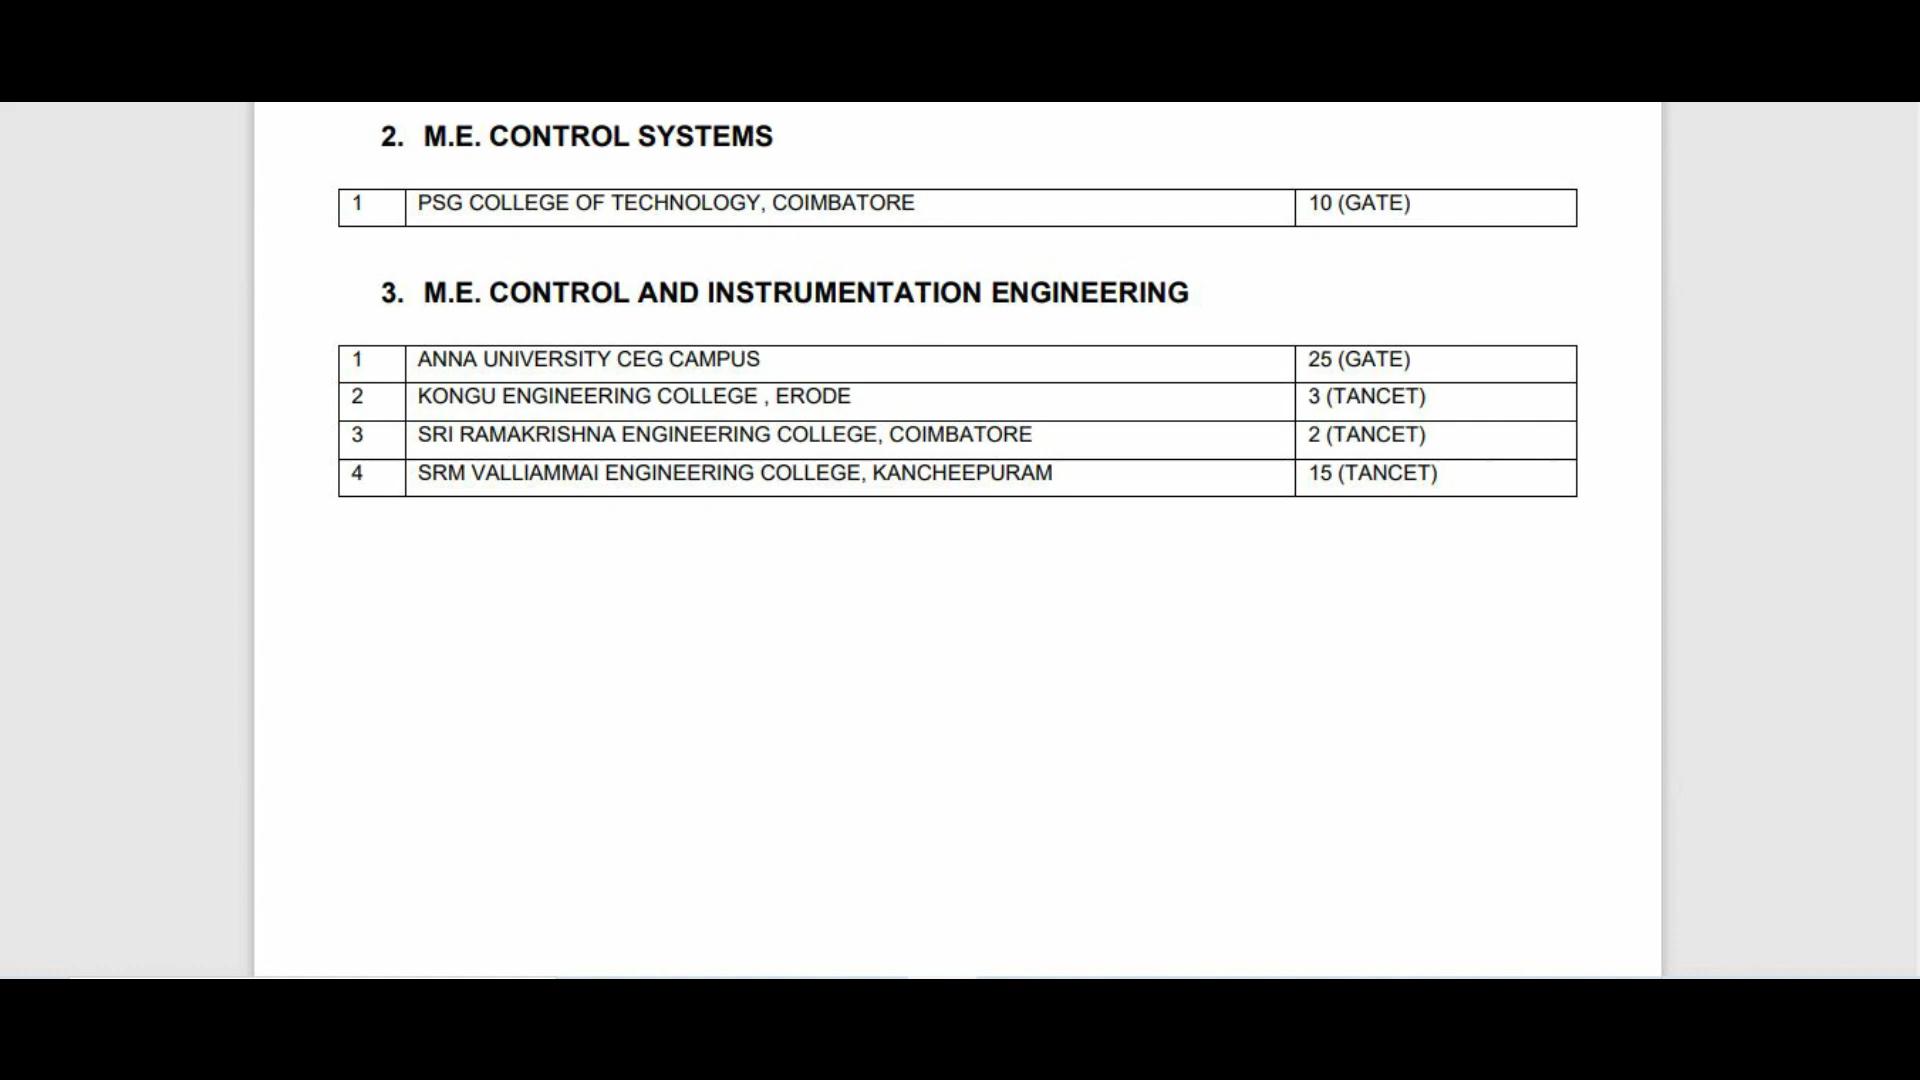 2. M.E. CONTROL SYSTEMS
1 PSG COLLEGE OF TECHNOLOGY, COIMBATORE 10 (GATE)
3. M.E. CONTROL AND INSTRUMENTATION ENGINEERING
1 ANNA UNIVERSITY CEG CAMPUS 25 (GATE)
2 KONGU ENGINEERING COLLEGE , ERODE 3 (TANCET)
3 SRI RAMAKRISHNA ENGINEERING COLLEGE, COIMBATORE 2 (TANCET)
4 SRM VALLIAMMAI ENGINEERING COLLEGE, KANCHEEPURAM 15 (TANCET)